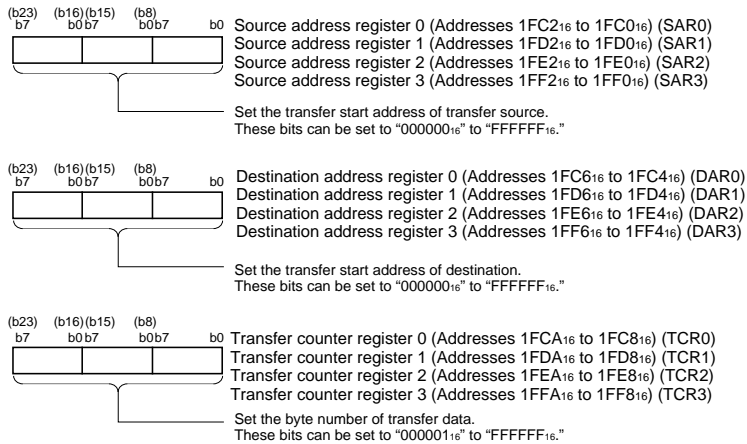 (b23) (b16)(b15) (b8)
b7 b0 b7 b0 b7 b0
Source address register 0 (Addresses 1FC2₁₆ to 1FC0₁₆) (SAR0)
Source address register 1 (Addresses 1FD2₁₆ to 1FD0₁₆) (SAR1)
Source address register 2 (Addresses 1FE2₁₆ to 1FE0₁₆) (SAR2)
Source address register 3 (Addresses 1FF2₁₆ to 1FF0₁₆) (SAR3)
Set the transfer start address of transfer source.
These bits can be set to “000000₁₆” to “FFFFFF₁₆.”
(b23) (b16)(b15) (b8)
b7 b0 b7 b0 b7 b0
Destination address register 0 (Addresses 1FC6₁₆ to 1FC4₁₆) (DAR0)
Destination address register 1 (Addresses 1FD6₁₆ to 1FD4₁₆) (DAR1)
Destination address register 2 (Addresses 1FE6₁₆ to 1FE4₁₆) (DAR2)
Destination address register 3 (Addresses 1FF6₁₆ to 1FF4₁₆) (DAR3)
Set the transfer start address of destination.
These bits can be set to “000000₁₆” to “FFFFFF₁₆.”
(b23) (b16)(b15) (b8)
b7 b0 b7 b0 b7 b0
Transfer counter register 0 (Addresses 1FCA₁₆ to 1FC8₁₆) (TCR0)
Transfer counter register 1 (Addresses 1FDA₁₆ to 1FD8₁₆) (TCR1)
Transfer counter register 2 (Addresses 1FEA₁₆ to 1FE8₁₆) (TCR2)
Transfer counter register 3 (Addresses 1FFA₁₆ to 1FF8₁₆) (TCR3)
Set the byte number of transfer data.
These bits can be set to “000001₁₆” to “FFFFFF₁₆.”